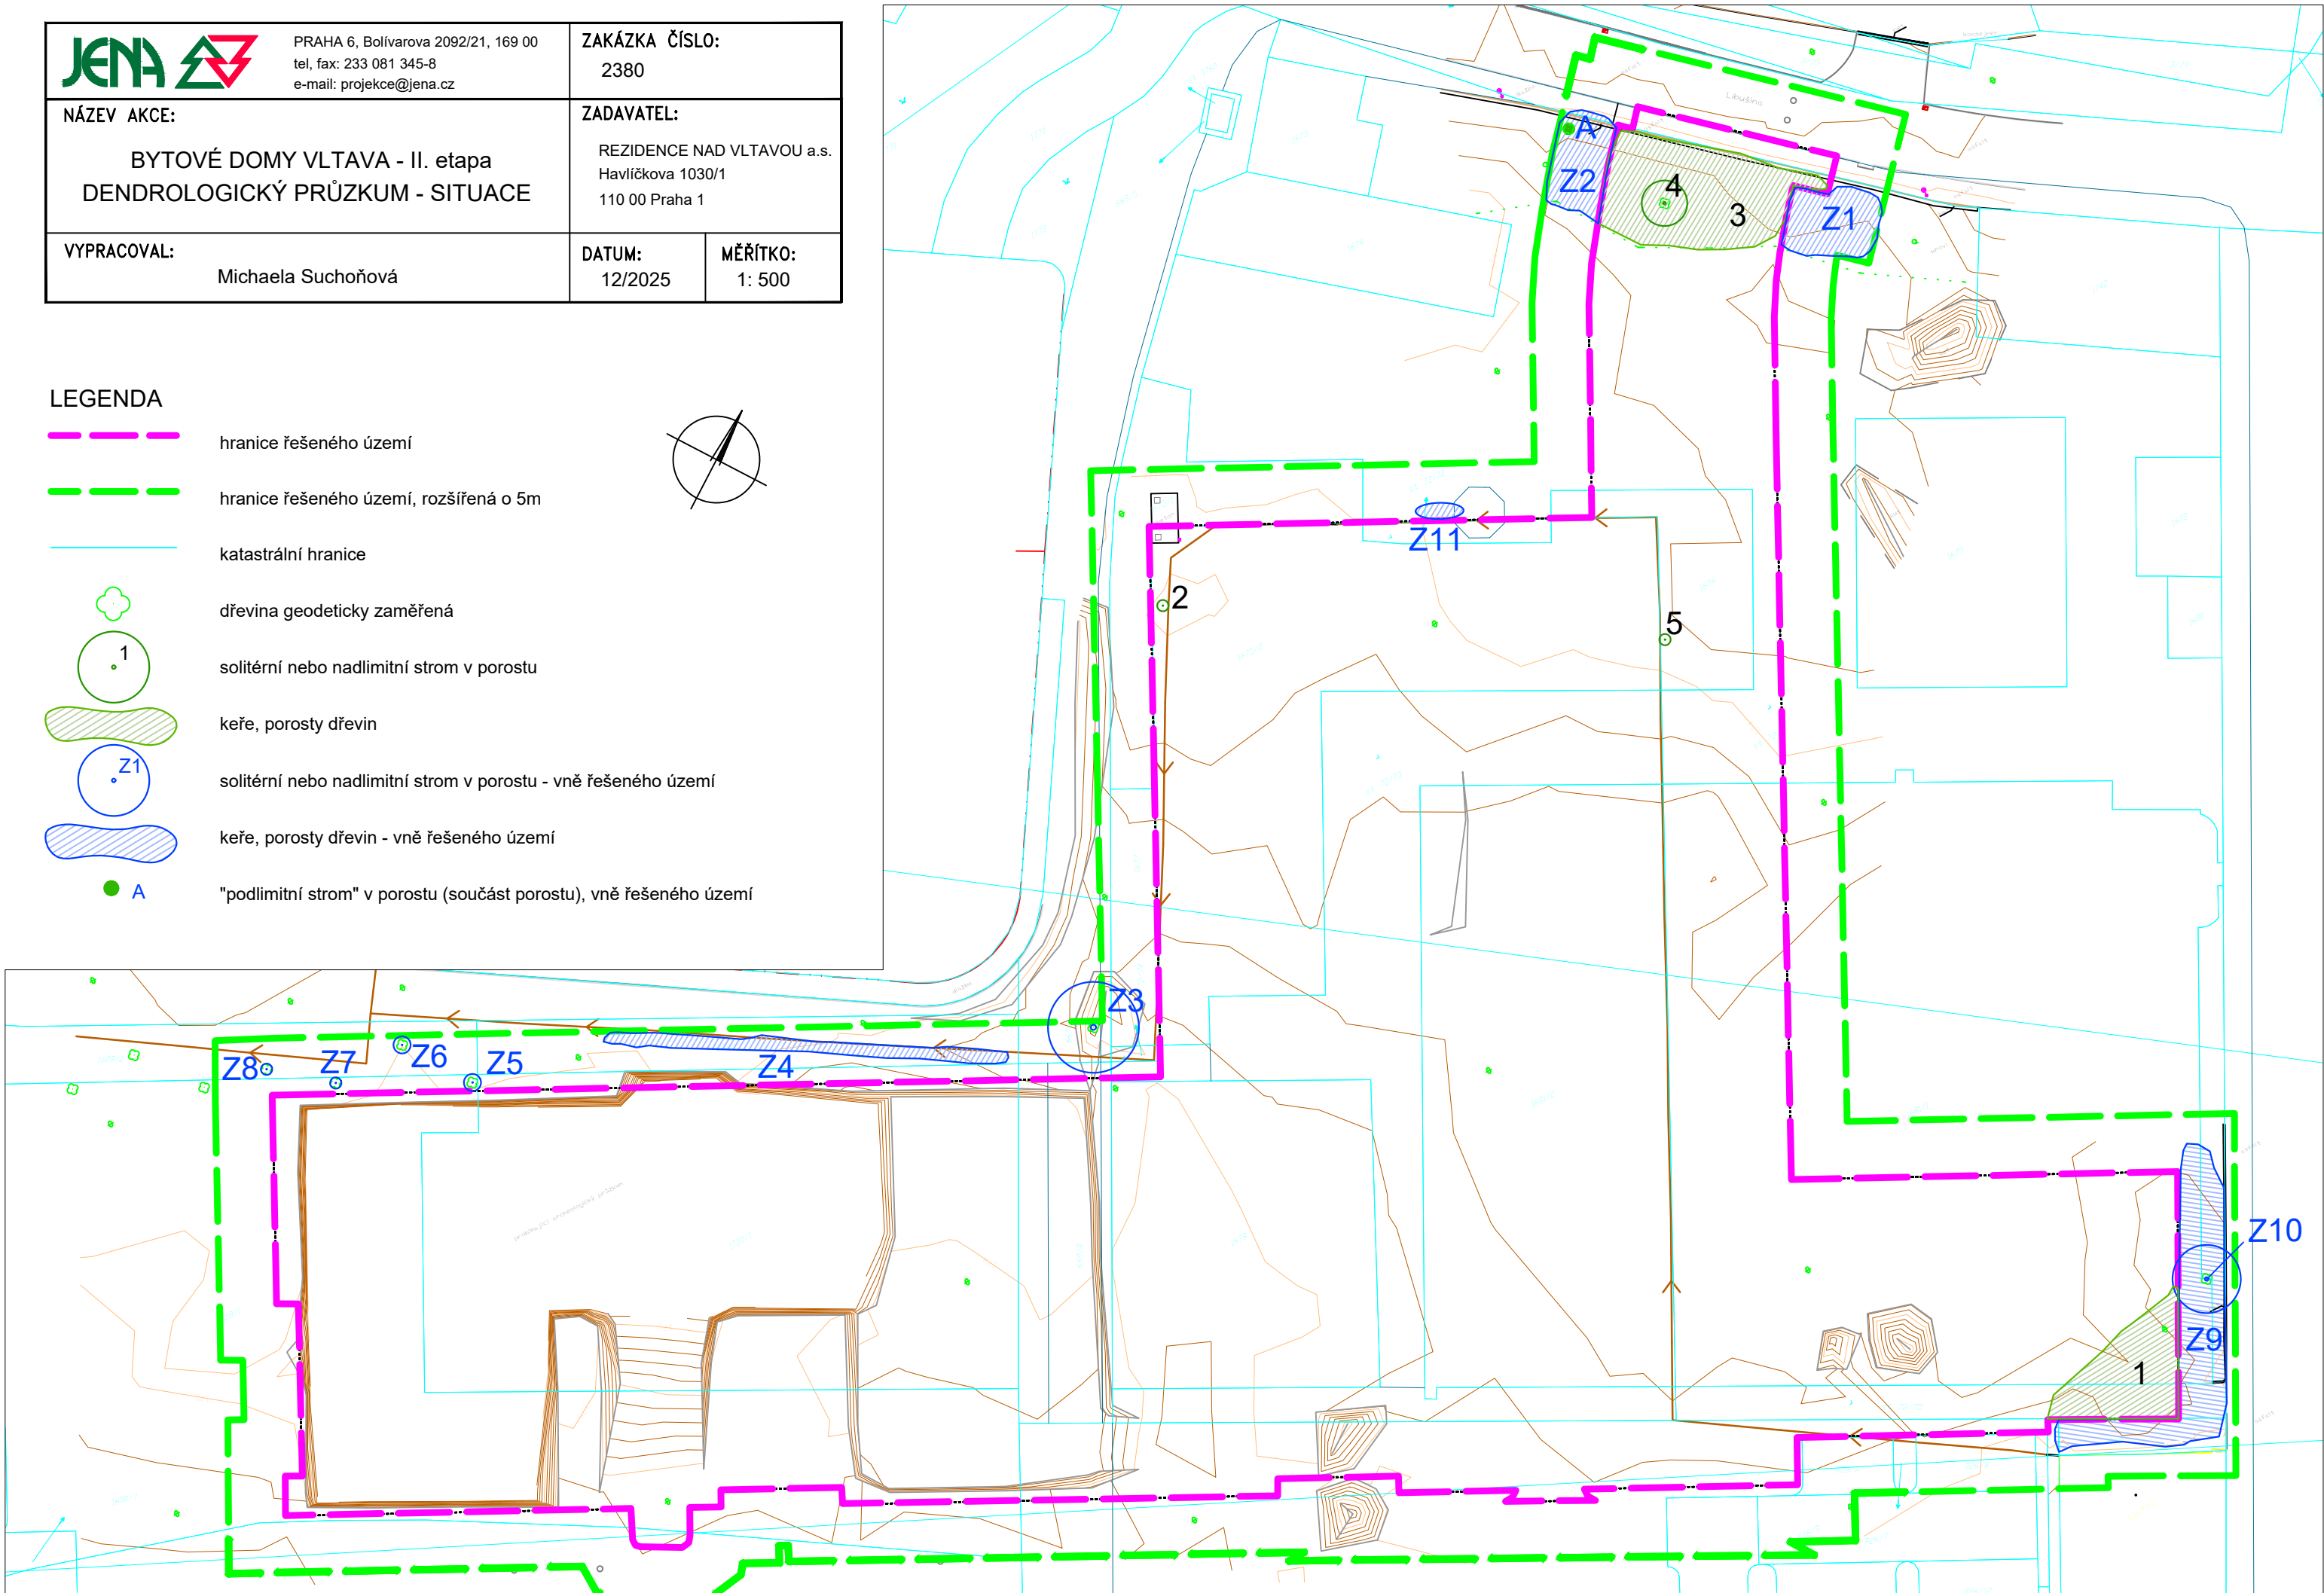 JENA
PRAHA 6, Bolívarova 2092/21, 169 00
tel, fax: 233 081 345-8
e-mail: projekce@jena.cz
ZAKÁZKA ČÍSLO:
2380
NÁZEV AKCE:
BYTOVÉ DOMY VLTAVA - II. etapa
DENDROLOGICKÝ PRŮZKUM - SITUACE
ZADAVATEL:
REZIDENCE NAD VLTAVOU a.s.
Havlíčkova 1030/1
110 00 Praha 1
VYPRACOVAL:
Michaela Suchoňová
DATUM:
12/2025
MĚŘÍTKO:
1: 500
LEGENDA
hranice řešeného území
hranice řešeného území, rozšířená o 5m
katastrální hranice
dřevina geodeticky zaměřená
1
solitérní nebo nadlimitní strom v porostu
keře, porosty dřevin
Z1
solitérní nebo nadlimitní strom v porostu - vně řešeného území
keře, porosty dřevin - vně řešeného území
A
"podlimitní strom" v porostu (součást porostu), vně řešeného území
Libušina
A
Z2
4
3
Z1
Z11
2
5
Z3
Z8
Z7
Z6
Z5
Z4
Z10
Z9
1